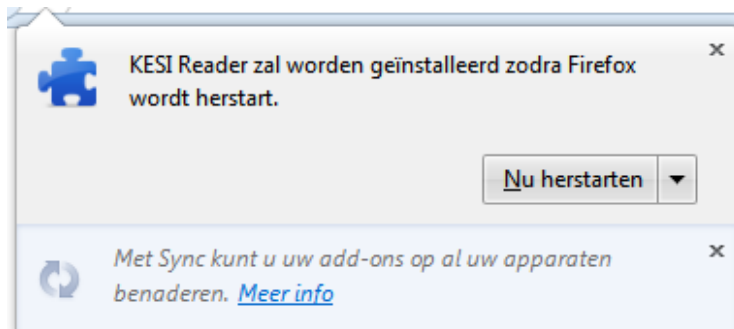 KESI Reader zal worden geïnstalleerd zodra Firefox
wordt herstart.
Nu herstarten
Met Sync kunt u uw add-ons op al uw apparaten
benaderen. Meer info